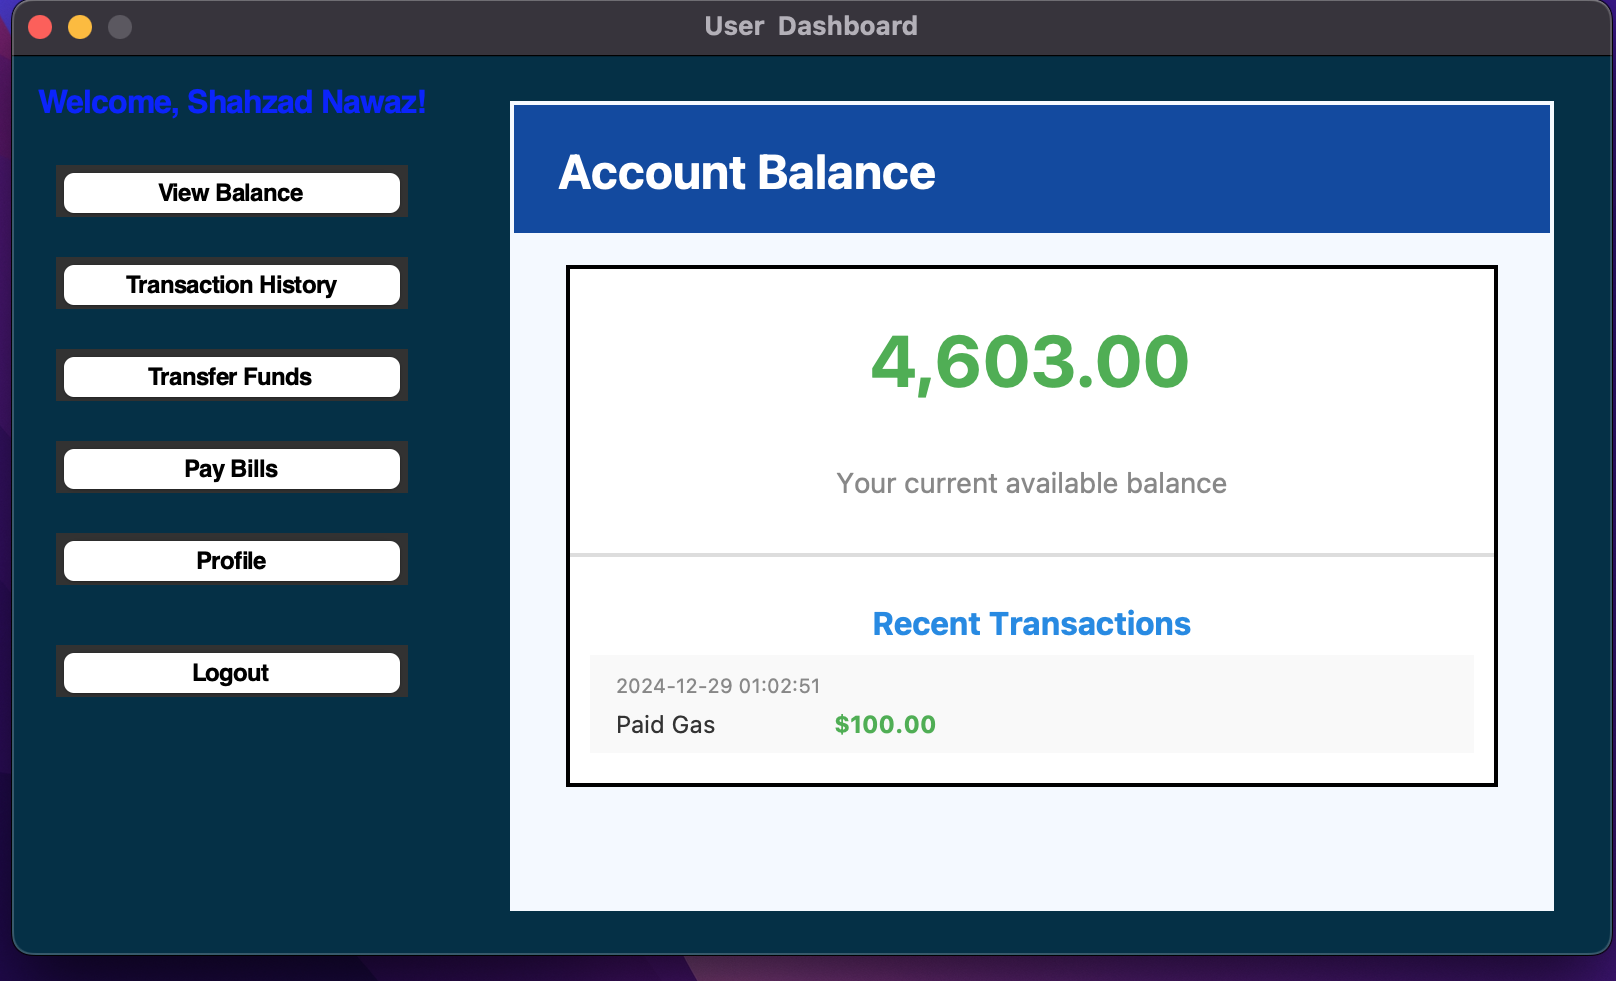 User Dashboard
Welcome, Shahzad Nawaz!
View Balance
Transaction History
Transfer Funds
Pay Bills
Profile
Logout
Account Balance
4,603.00
Your current available balance
Recent Transactions
2024-12-29 01:02:51
Paid Gas $100.00